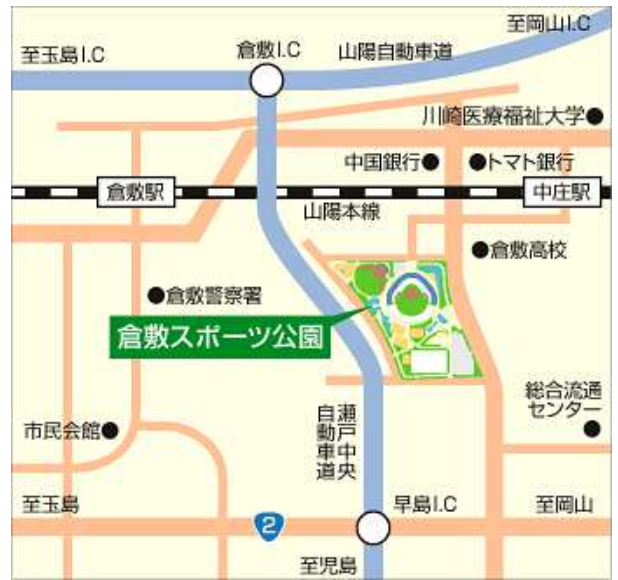 至岡山I.C
至玉島I.C
倉敷I.C
山陽自動車道
川崎医療福祉大学
中国銀行
トマト銀行
倉敷駅
中庄駅
山陽本線
倉敷高校
倉敷警察署
倉敷スポーツ公園
総合流通
センター
市民会館
瀬戸中央
自動車道
至玉島
2
早島I.C
至岡山
至児島